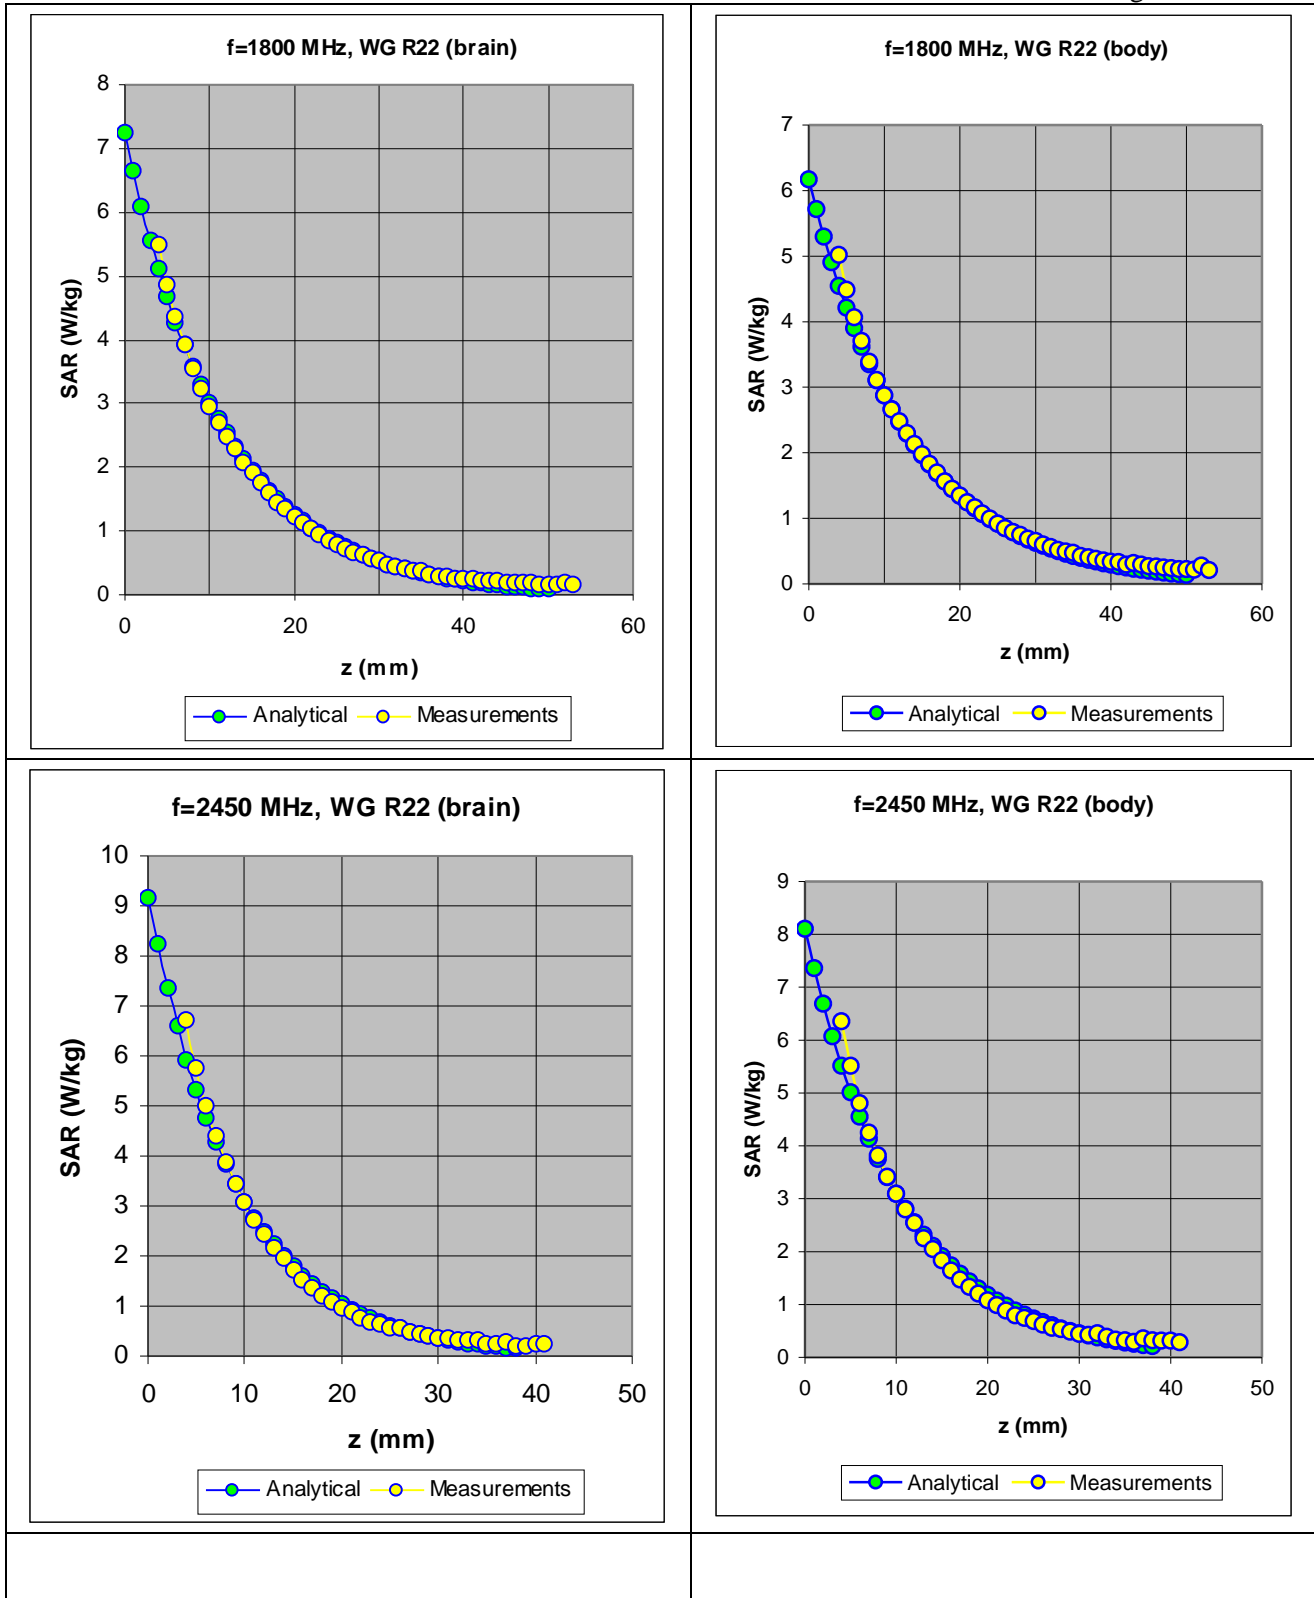 f=1800 MHz, WG R22 (brain)
8
7
6
5
4
3
2
1
0
SAR (W/kg)
0 20 40 60
z (mm)
Analytical Measurements
f=1800 MHz, WG R22 (body)
7
6
5
4
3
2
1
0
SAR (W/kg)
0 20 40 60
z (mm)
Analytical Measurements
f=2450 MHz, WG R22 (brain)
10
9
8
7
6
5
4
3
2
1
0
SAR (W/kg)
0 10 20 30 40 50
z (mm)
Analytical Measurements
f=2450 MHz, WG R22 (body)
9
8
7
6
5
4
3
2
1
0
SAR (W/kg)
0 10 20 30 40 50
z (mm)
Analytical Measurements